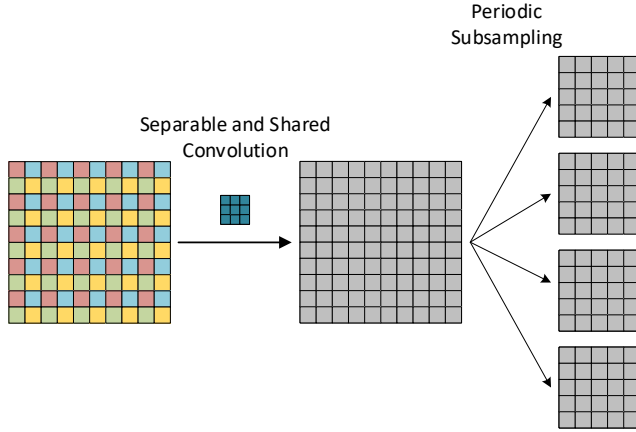 Periodic
Subsampling
Separable and Shared
Convolution